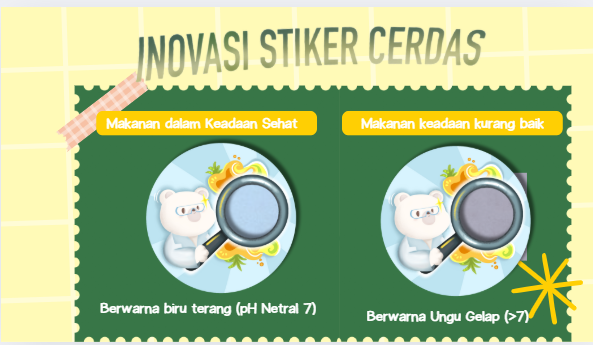 INOVASI STIKER CERDAS
Makanan dalam Keadaan Sehat
Makanan keadaan kurang baik
Berwarna biru terang (pH Netral 7)
Berwarna Ungu Gelap (>7)